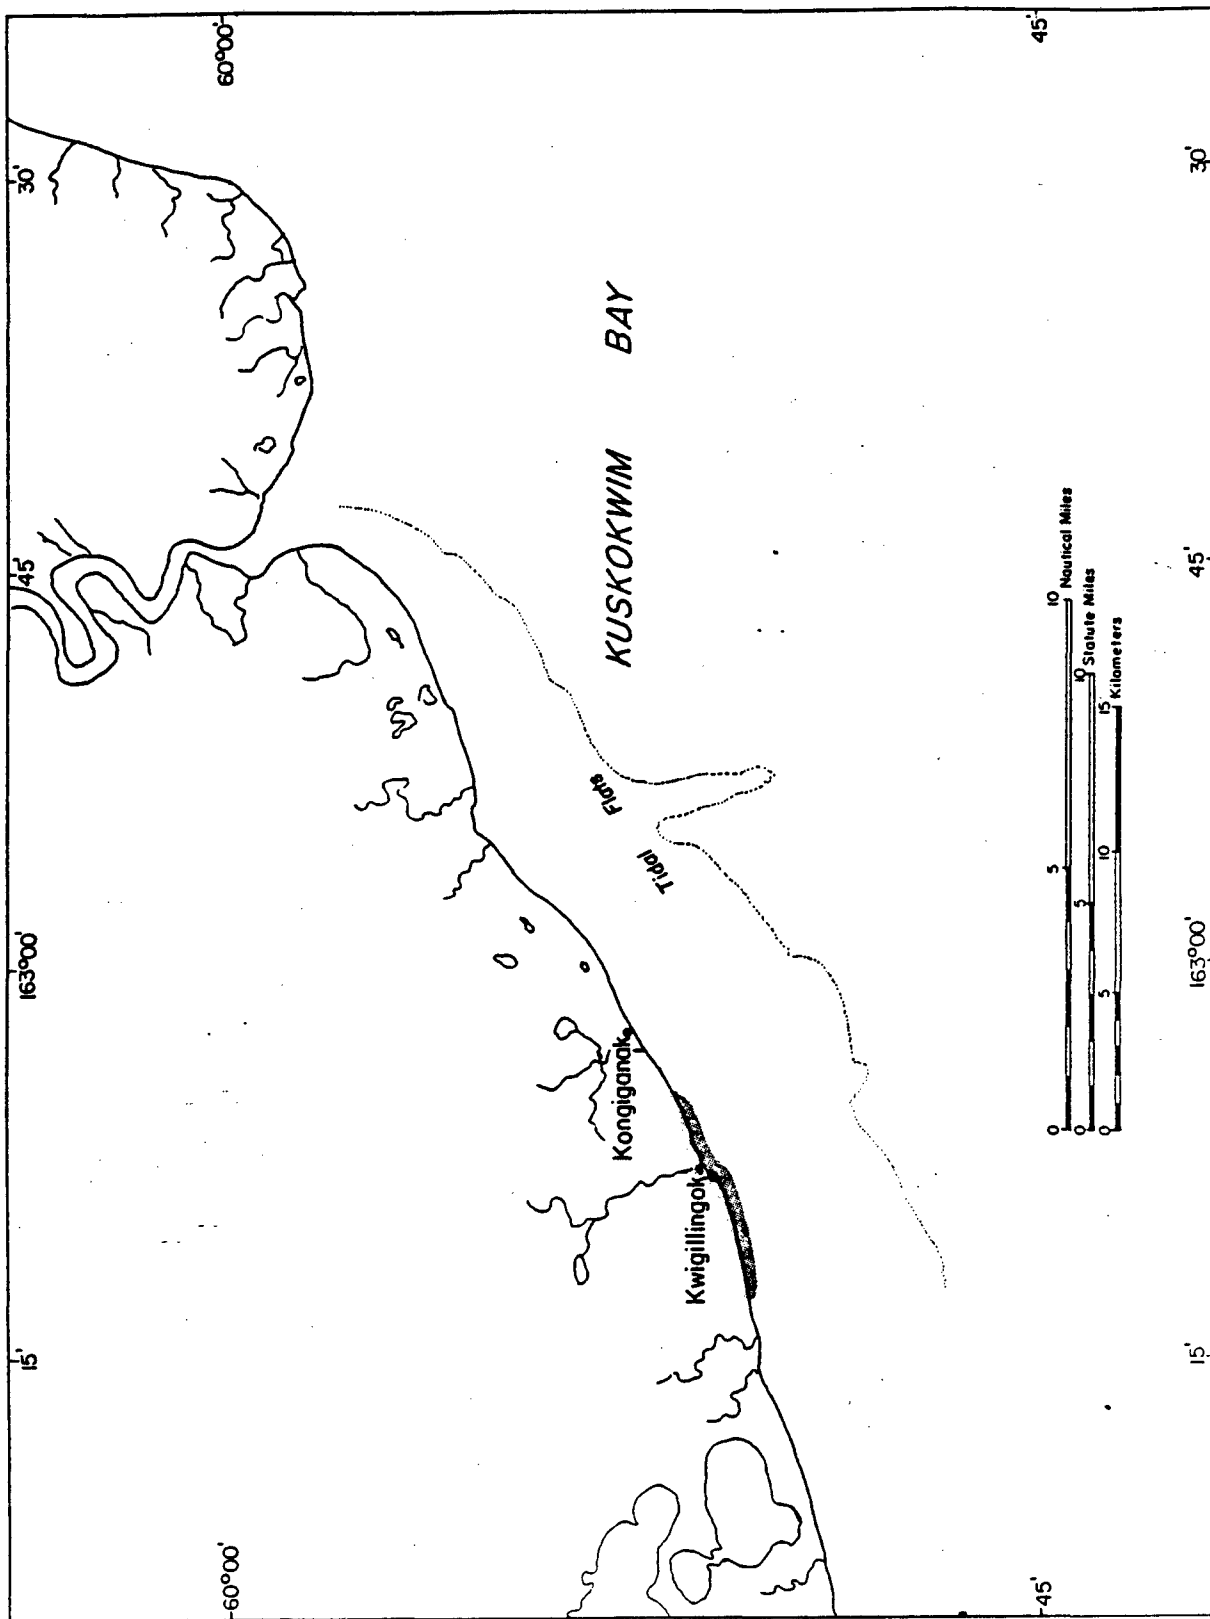 15'
163°00'
45'
30'
60°00'
60°00'
KUSKOKWIM BAY
Tidal Flats
Kongiganak
Kwigillingok
45'
45'
0 5 10 Nautical Miles
0 5 10 Statute Miles
0 5 10 15 Kilometers
15'
163°00'
45'
30'